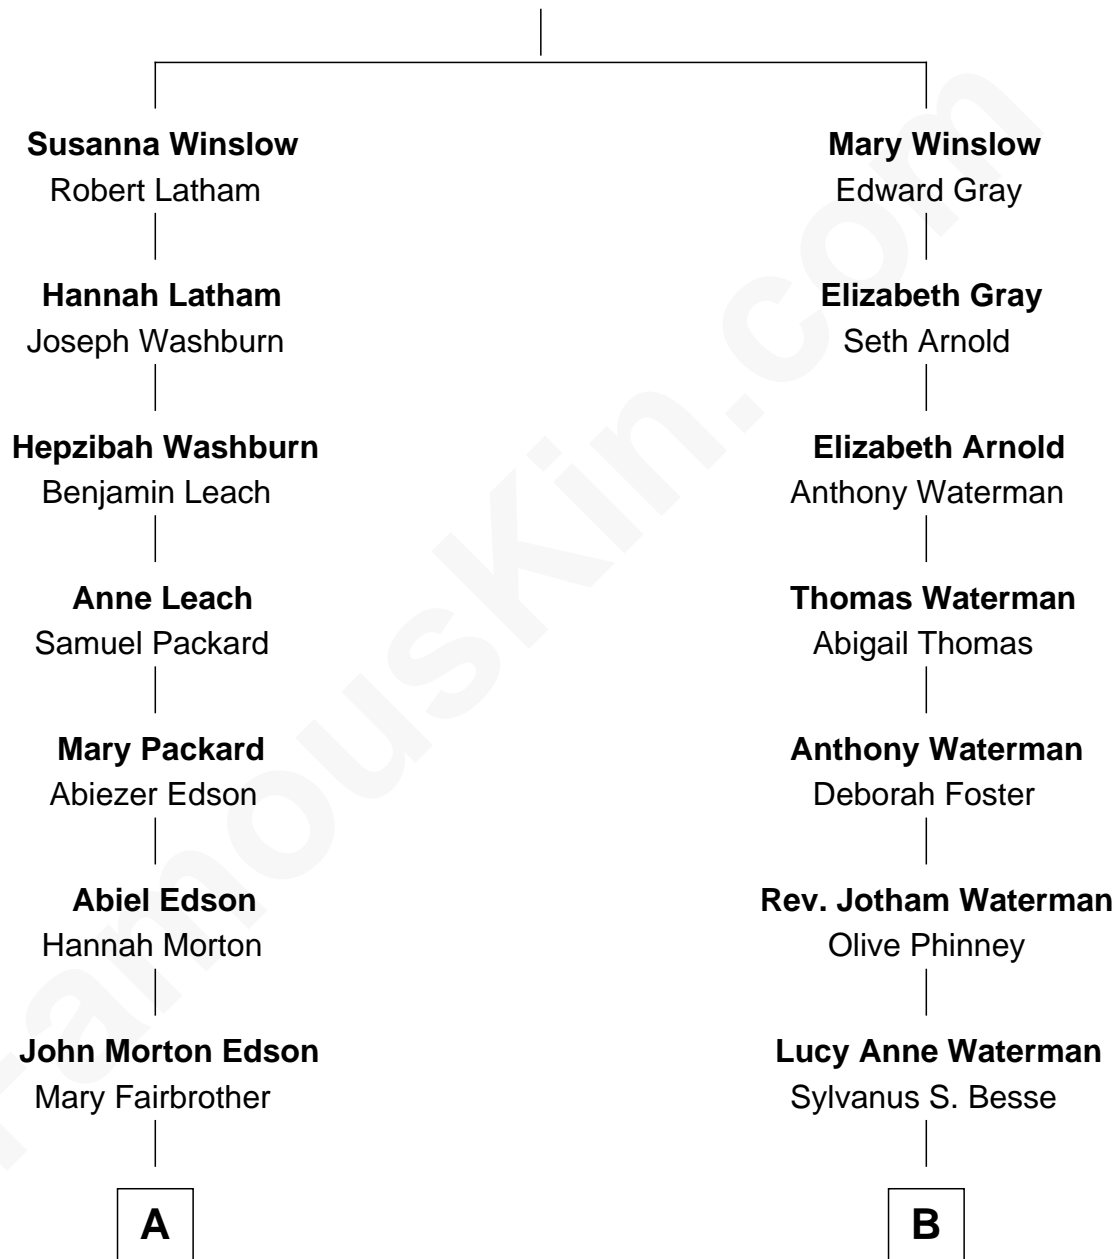 Susanna Winslow
Robert Latham
Hannah Latham
Joseph Washburn
Hepzibah Washburn
Benjamin Leach
Anne Leach
Samuel Packard
Mary Packard
Abiezer Edson
Abiel Edson
Hannah Morton
John Morton Edson
Mary Fairbrother
A
Mary Winslow
Edward Gray
Elizabeth Gray
Seth Arnold
Elizabeth Arnold
Anthony Waterman
Thomas Waterman
Abigail Thomas
Anthony Waterman
Deborah Foster
Rev. Jotham Waterman
Olive Phinney
Lucy Anne Waterman
Sylvanus S. Besse
B
FamousKin.com